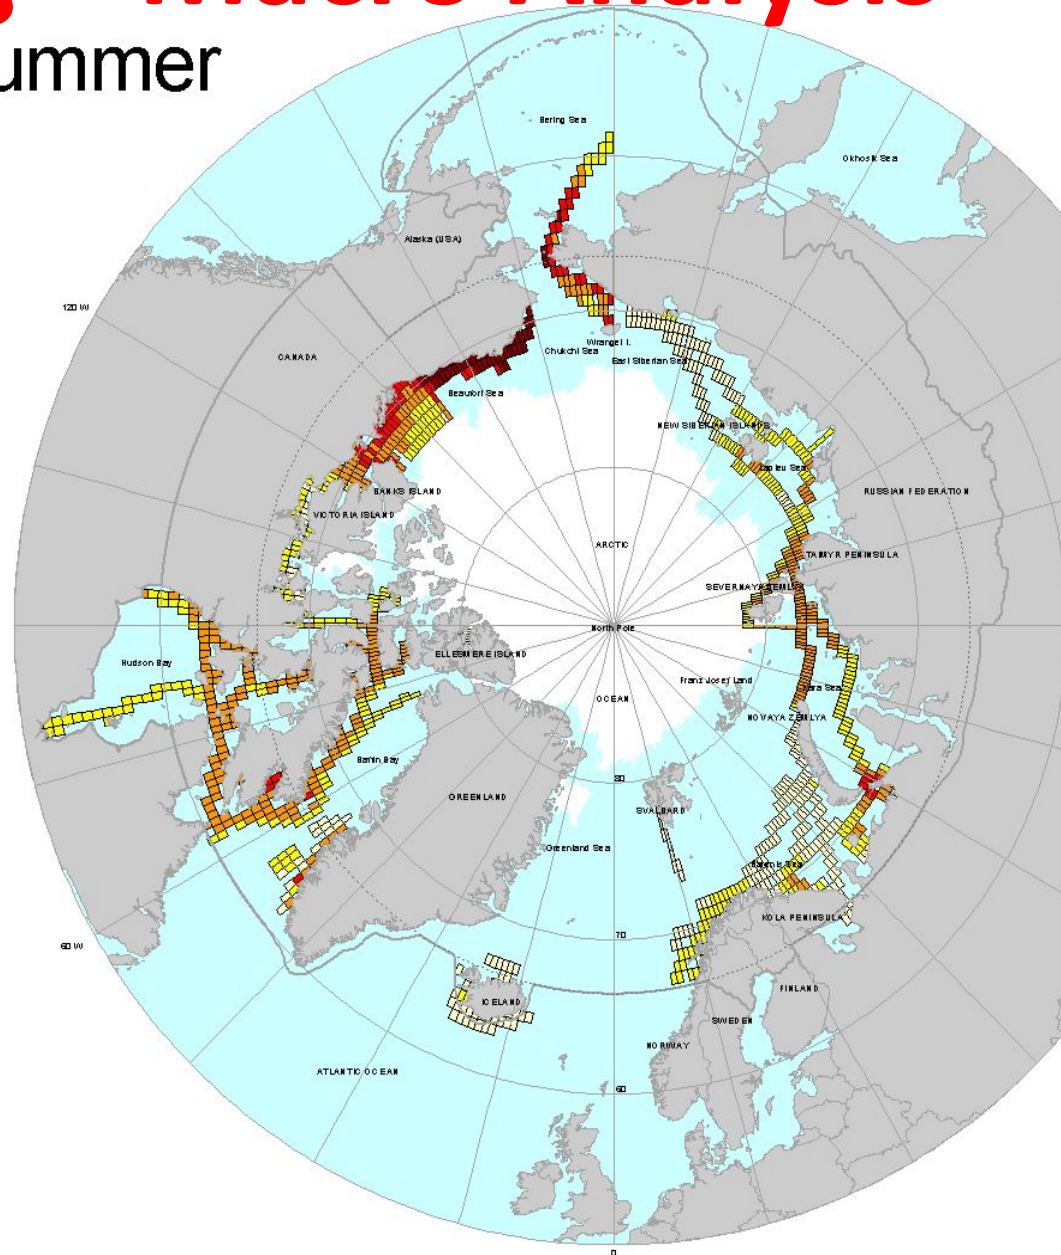 Macro Analysis
ummer
Bering Sea
Okhosik Sea
Alaska (USA)
120 W
Wrangel I.
Chukchi Sea
East Siberian Sea
CANADA
Beaufort Sea
NEW SIBERIAN ISLANDS
Laptev Sea
BANKS ISLAND
RUSSIAN FEDERATION
VICTORIA ISLAND
ARCTIC
TAIMYR PENINSULA
SEVERNAYA ZEMLYA
North Pole
ELLESMERE ISLAND
Hudson Bay
Franz Josef Land
Kara Sea
OCEAN
NOVAYA ZEMLYA
Baffin Bay
80
GREENLAND
SVALBARD
Greenland Sea
Barents Sea
KOLA PENINSULA
70
60 W
FINLAND
ICELAND
SWEDEN
NORWAY
ATLANTIC OCEAN
60
0